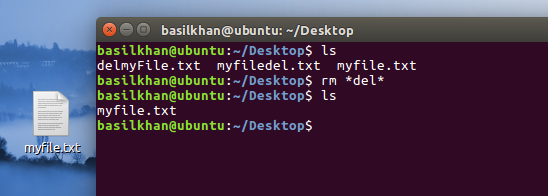 basilkhan@ubuntu: ~/Desktop
basilkhan@ubuntu:~/Desktop$ ls
delmyFile.txt  myfiledel.txt  myfile.txt
basilkhan@ubuntu:~/Desktop$ rm *del*
basilkhan@ubuntu:~/Desktop$ ls
myfile.txt
basilkhan@ubuntu:~/Desktop$
myfile.txt